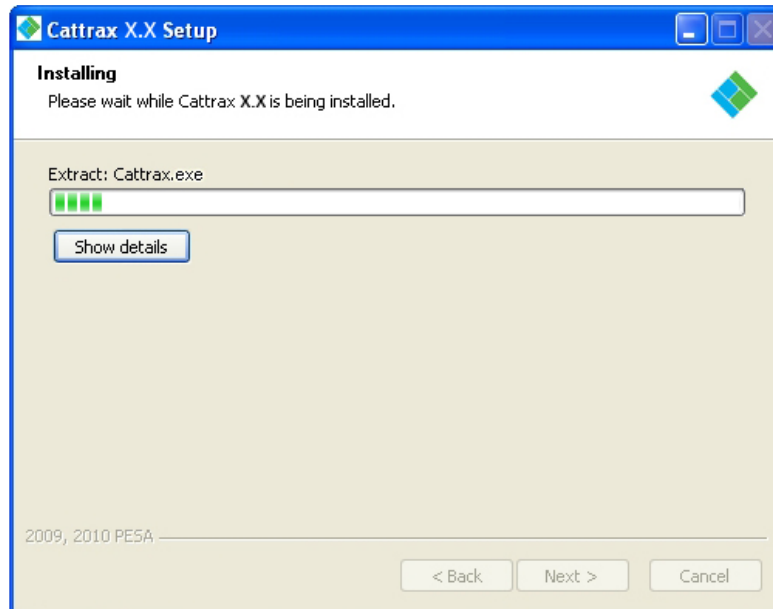 Cattrax X.X Setup
Installing
Please wait while Cattrax X.X is being installed.
Extract: Cattrax.exe
Show details
2009, 2010 PESA
< Back Next > Cancel